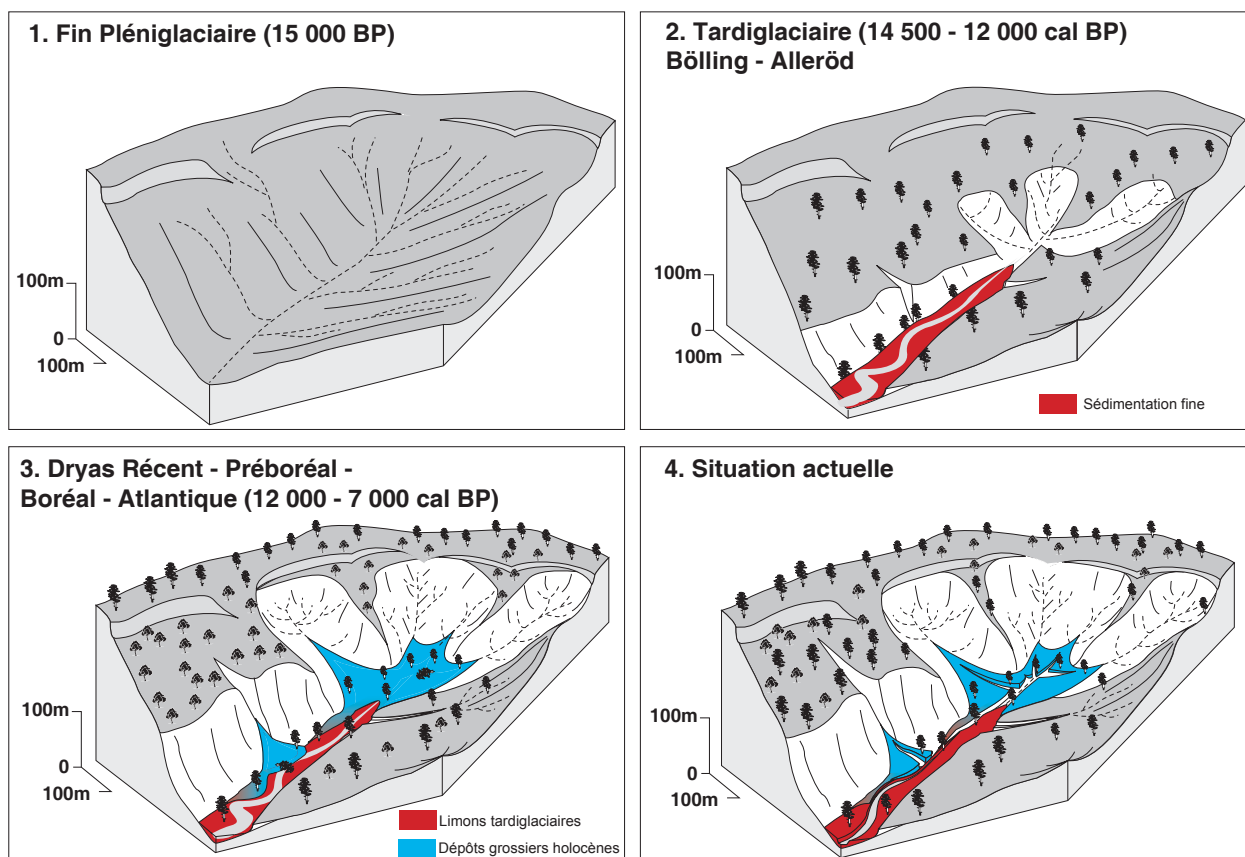 1. Fin Pléniglaciaire (15 000 BP)
100m
0
100m
2. Tardiglaciaire (14 500 - 12 000 cal BP)
Bölling - Alleröd
100m
0
100m
Sédimentation fine
3. Dryas Récent - Préboréal -
Boréal - Atlantique (12 000 - 7 000 cal BP)
100m
0
100m
Limons tardiglaciaires
Dépôts grossiers holocènes
4. Situation actuelle
100m
0
100m